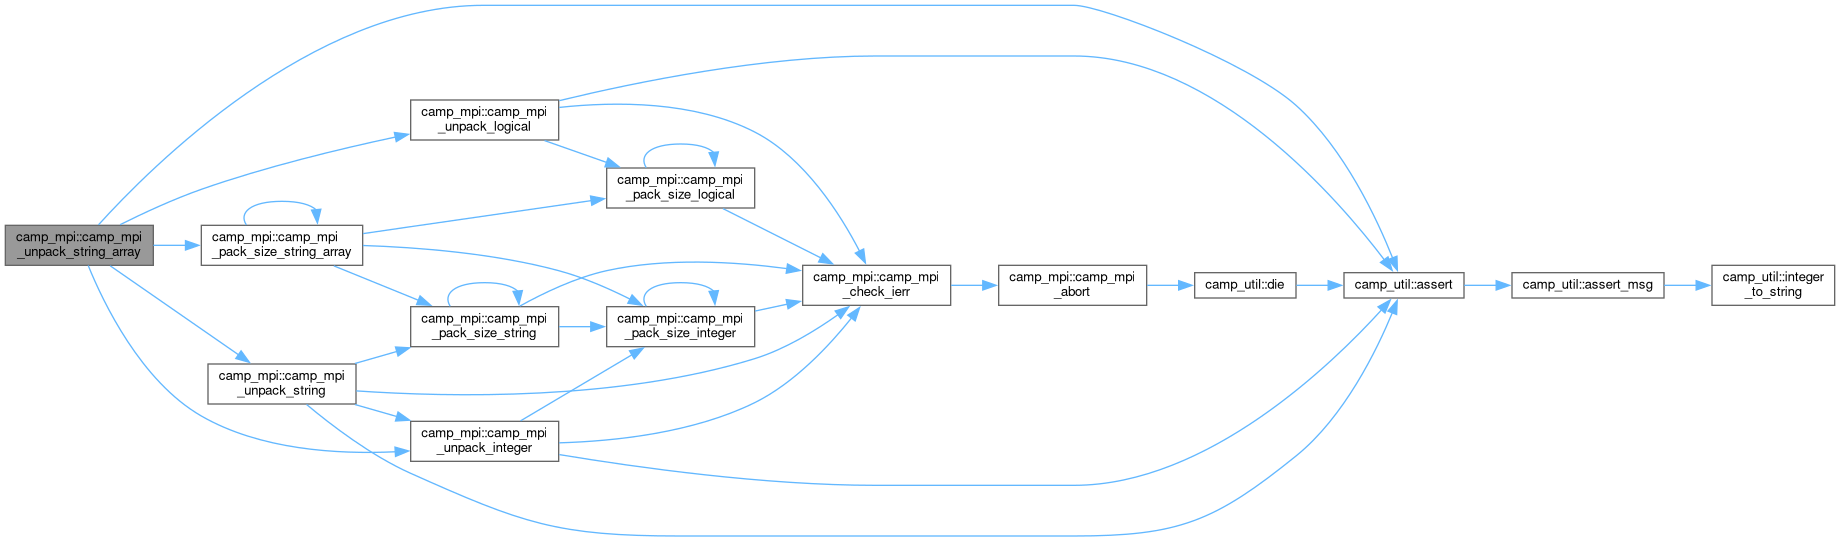 camp_mpi::camp_mpi
_unpack_string_array
camp_mpi::camp_mpi
_pack_size_string_array
camp_mpi::camp_mpi
_unpack_string
camp_mpi::camp_mpi
_unpack_logical
camp_mpi::camp_mpi
_pack_size_string
camp_mpi::camp_mpi
_unpack_integer
camp_mpi::camp_mpi
_pack_size_logical
camp_mpi::camp_mpi
_pack_size_integer
camp_mpi::camp_mpi
_check_ierr
camp_mpi::camp_mpi
_abort
camp_util::die
camp_util::assert
camp_util::assert_msg
camp_util::integer
_to_string